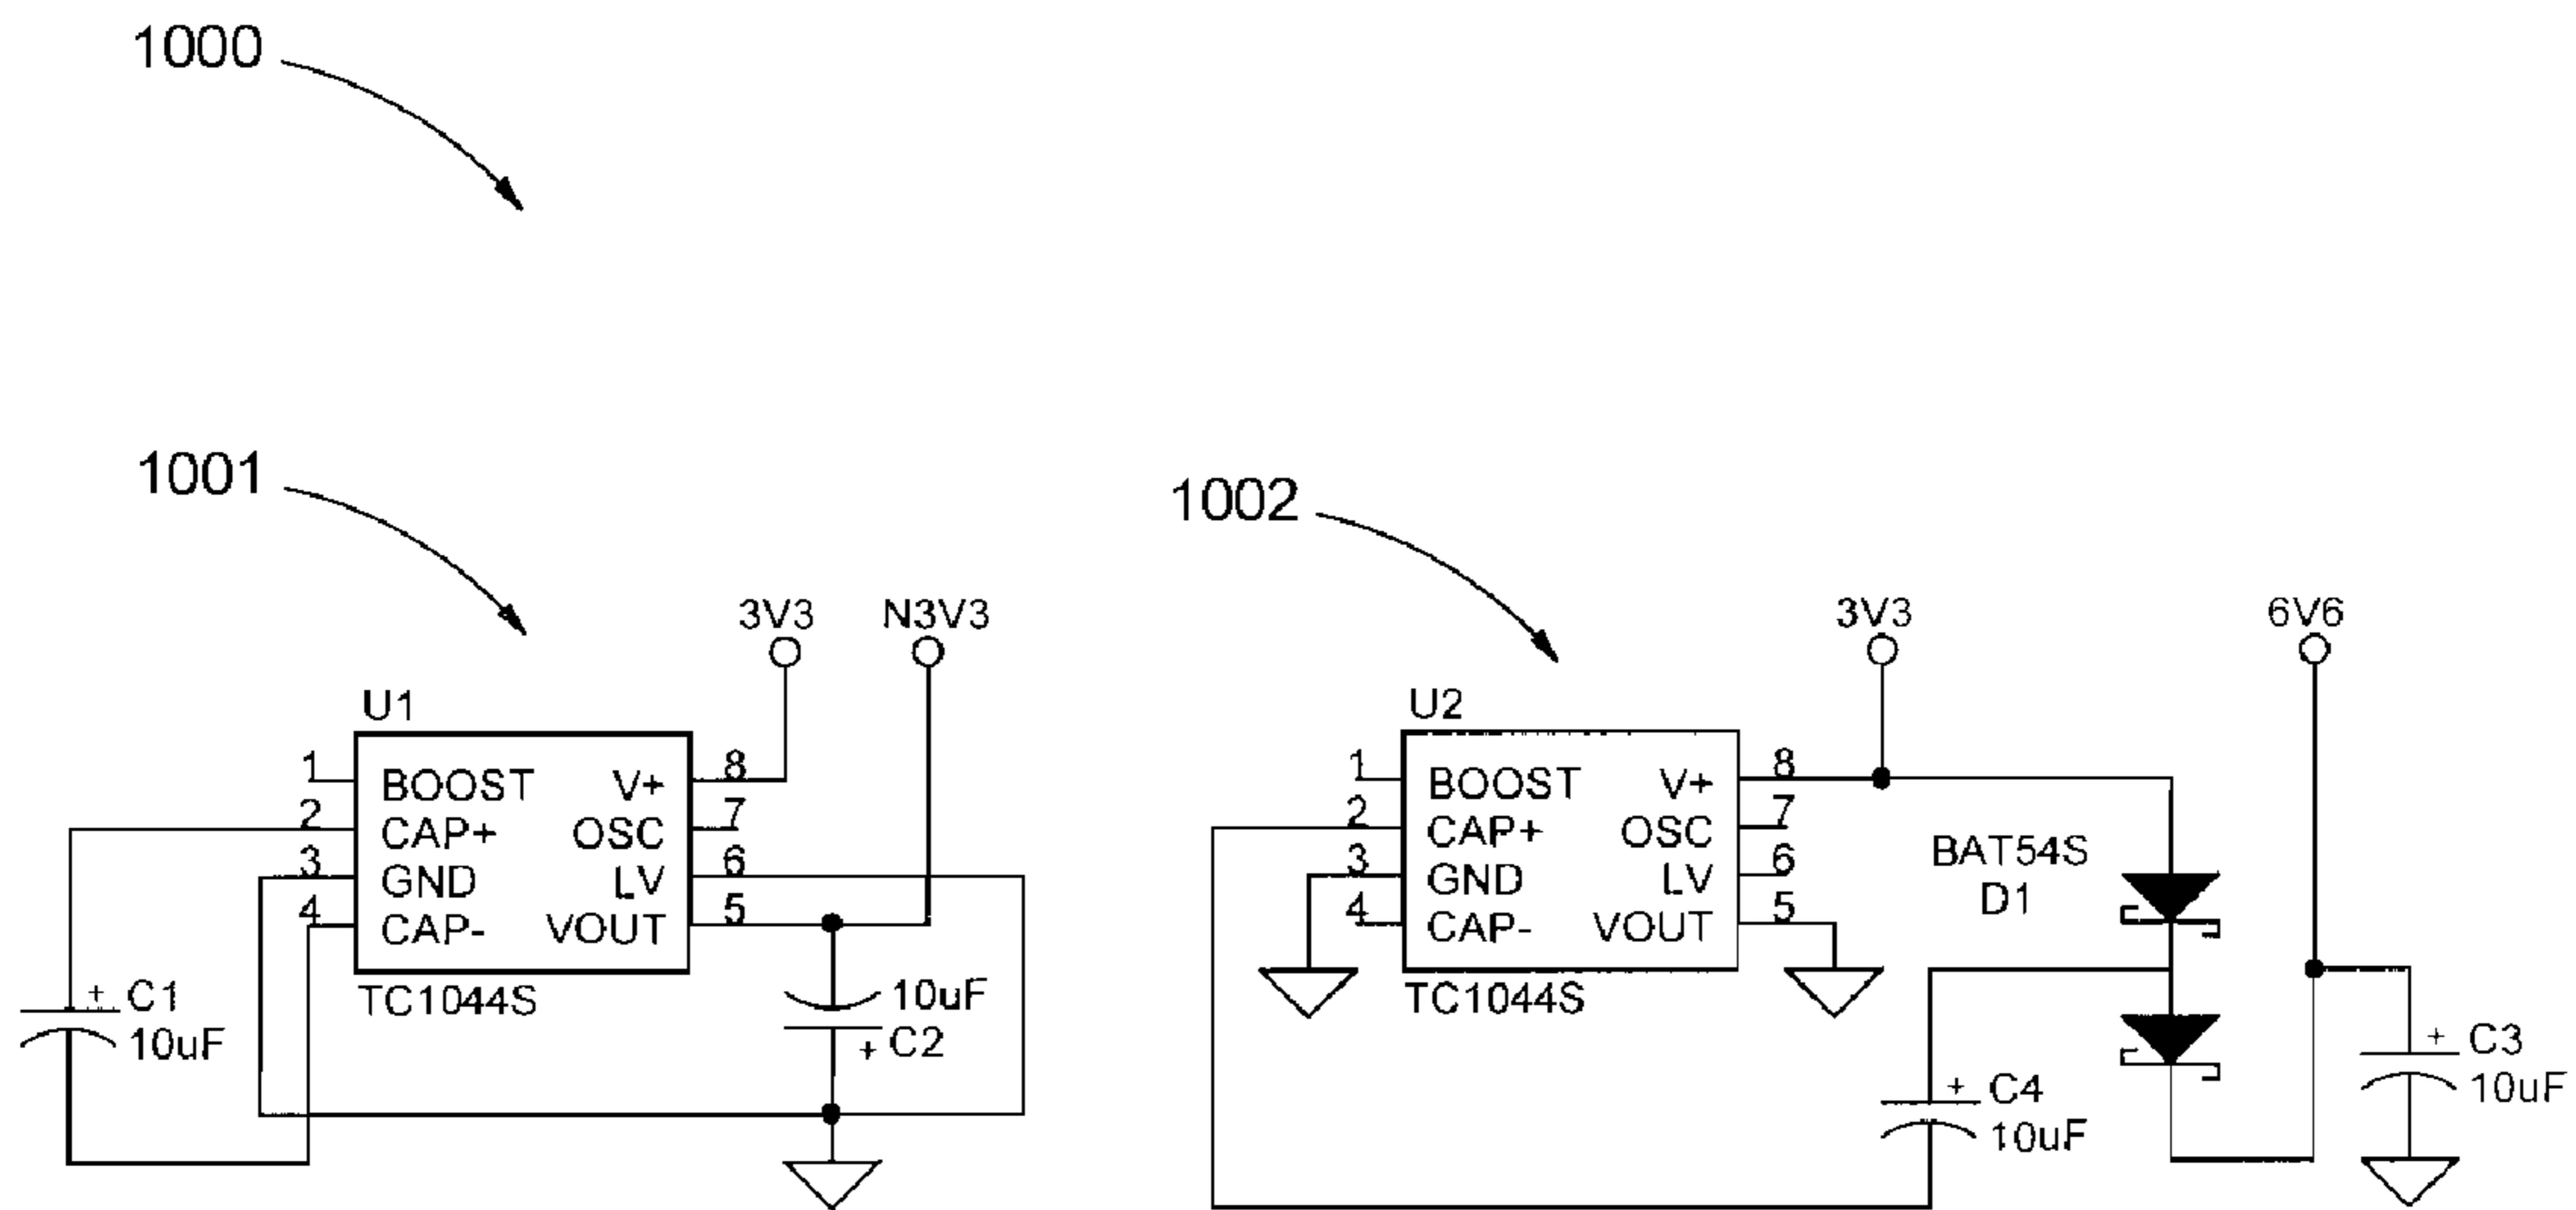 1000
1001
1002
3V3
N3V3
3V3
6V6
U1
1 BOOST V+ 8
2 CAP+ OSC 7
3 GND LV 6
4 CAP- VOUT 5
TC1044S
+ C1
10uF
10uF
+ C2
U2
1 BOOST V+ 8
2 CAP+ OSC 7
3 GND LV 6
4 CAP- VOUT 5
TC1044S
BAT54S
D1
+ C4
10uF
+ C3
10uF